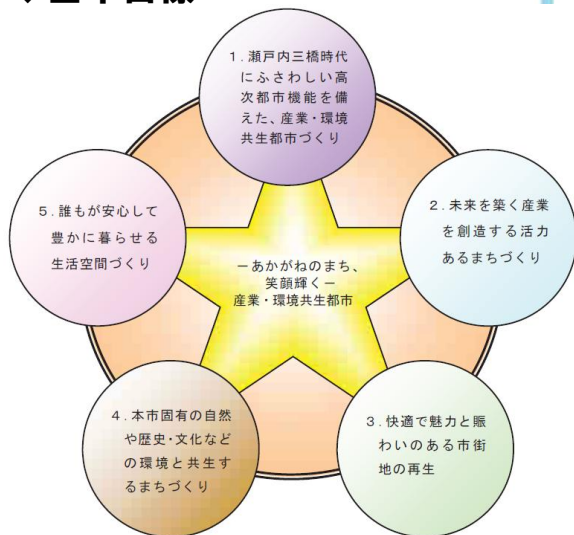 1．瀬戸内三橋時代
にふさわしい高
次都市機能を備
えた、産業・環境
共生都市づくり
2．未来を築く産業
を創造する活力
あるまちづくり
3．快適で魅力と賑
わいのある市街
地の再生
4．本市固有の自然
や歴史・文化など
の環境と共生す
るまちづくり
5．誰もが安心して
豊かに暮らせる
生活空間づくり
－あかがねのまち、
笑顔輝く－
産業・環境共生都市